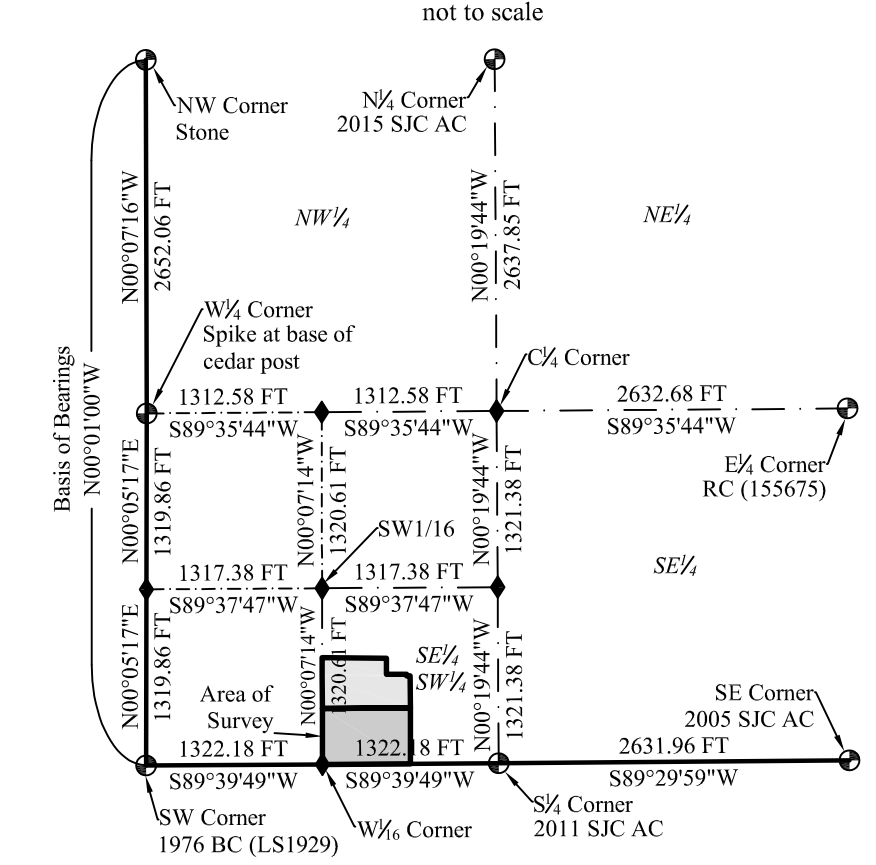 not to scale
NW Corner
Stone
N¼ Corner
2015 SJC AC
N00°07'16"W
2652.06 FT
NW¼
N00°19'44"W
2637.85 FT
NE¼
W¼ Corner
Spike at base of
cedar post
C¼ Corner
1312.58 FT
S89°35'44"W
1312.58 FT
S89°35'44"W
2632.68 FT
S89°35'44"W
E¼ Corner
RC (155675)
Basis of Bearings
N00°01'00"W
N00°05'17"E
1319.86 FT
N00°07'14"W
1320.61 FT
N00°19'44"W
1321.38 FT
SW1/16
SE¼
1317.38 FT
S89°37'47"W
1317.38 FT
S89°37'47"W
N00°05'17"E
1319.86 FT
N00°07'14"W
1320.61 FT
SE¼
SW¼
N00°19'44"W
1321.38 FT
Area of
Survey
SE Corner
2005 SJC AC
1322.18 FT
S89°39'49"W
1322.18 FT
S89°39'49"W
2631.96 FT
S89°29'59"W
SW Corner
1976 BC (LS1929)
W1⁄16 Corner
S¼ Corner
2011 SJC AC